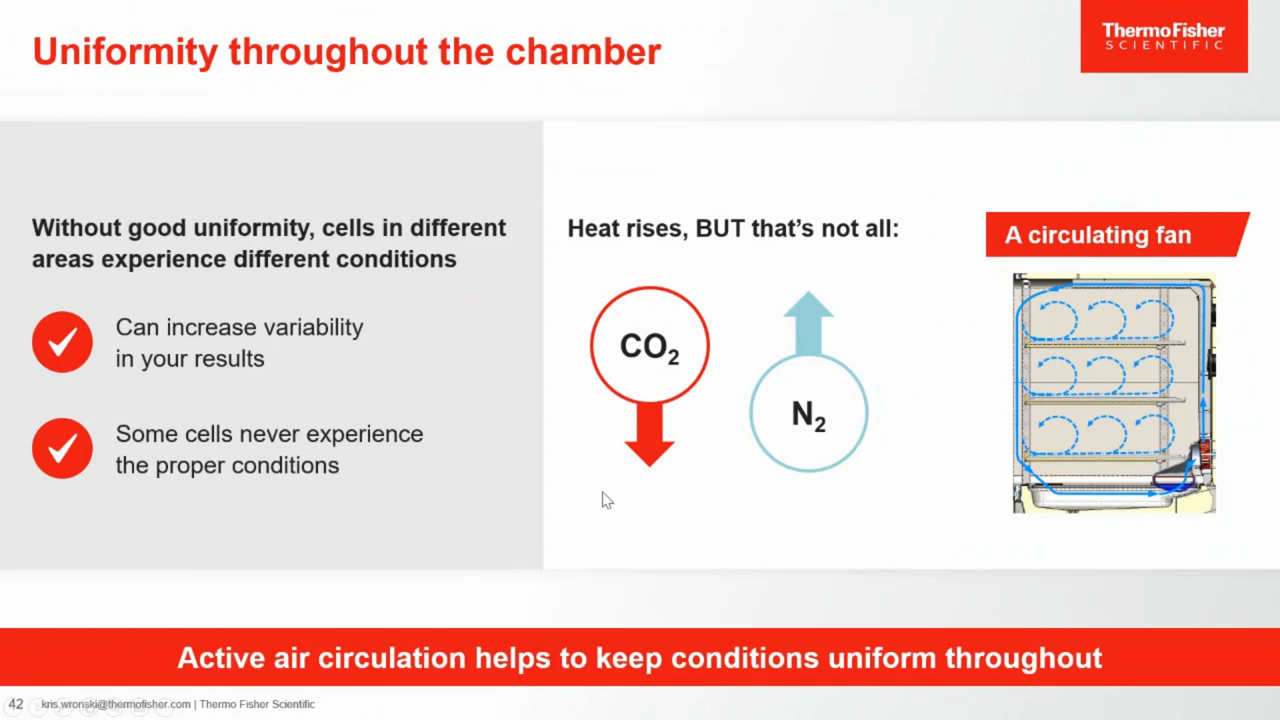 Uniformity throughout the chamber
ThermoFisher
SCIENTIFIC
Without good uniformity, cells in different
areas experience different conditions
Can increase variability
in your results
Some cells never experience
the proper conditions
Heat rises, BUT that’s not all:
CO₂
N₂
A circulating fan
Active air circulation helps to keep conditions uniform throughout
42 kris.wronski@thermofisher.com | Thermo Fisher Scientific